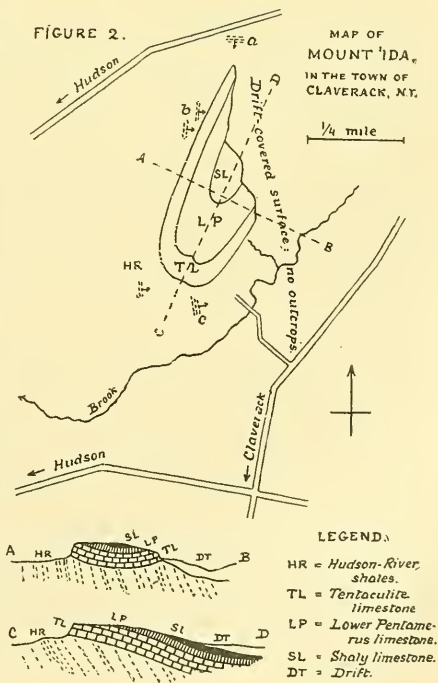 FIGURE 2.
MAP OF
MOUNT IDA,
IN THE TOWN OF
CLAVERACK, N.Y.
1/4 mile
Hudson
a
b
D
A
SL
LP
TL
HR
B
C
c
Drift-covered surface; no outcrops.
Brook
Hudson
Claverack
A HR SL LP TL DT B
C HR TL LP SL DT D
LEGEND.
HR = Hudson-River shales.
TL = Tentaculite limestone
LP = Lower Pentamerus limestone.
SL = Shaly limestone.
DT = Drift.